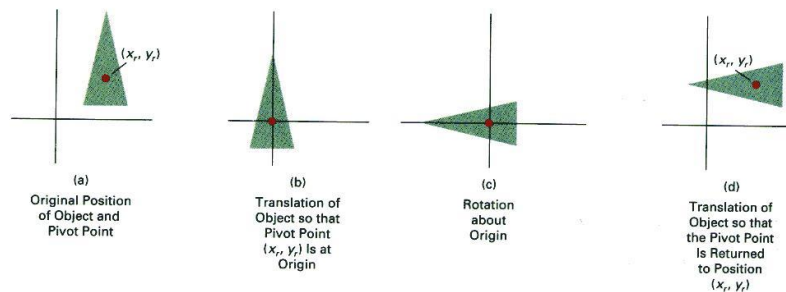 (xr, yr)
(a)
Original Position
of Object and
Pivot Point
(b)
Translation of
Object so that
Pivot Point
(xr, yr) Is at
Origin
(c)
Rotation
about
Origin
(xr, yr)
(d)
Translation of
Object so that
the Pivot Point
Is Returned
to Position
(xr, yr)